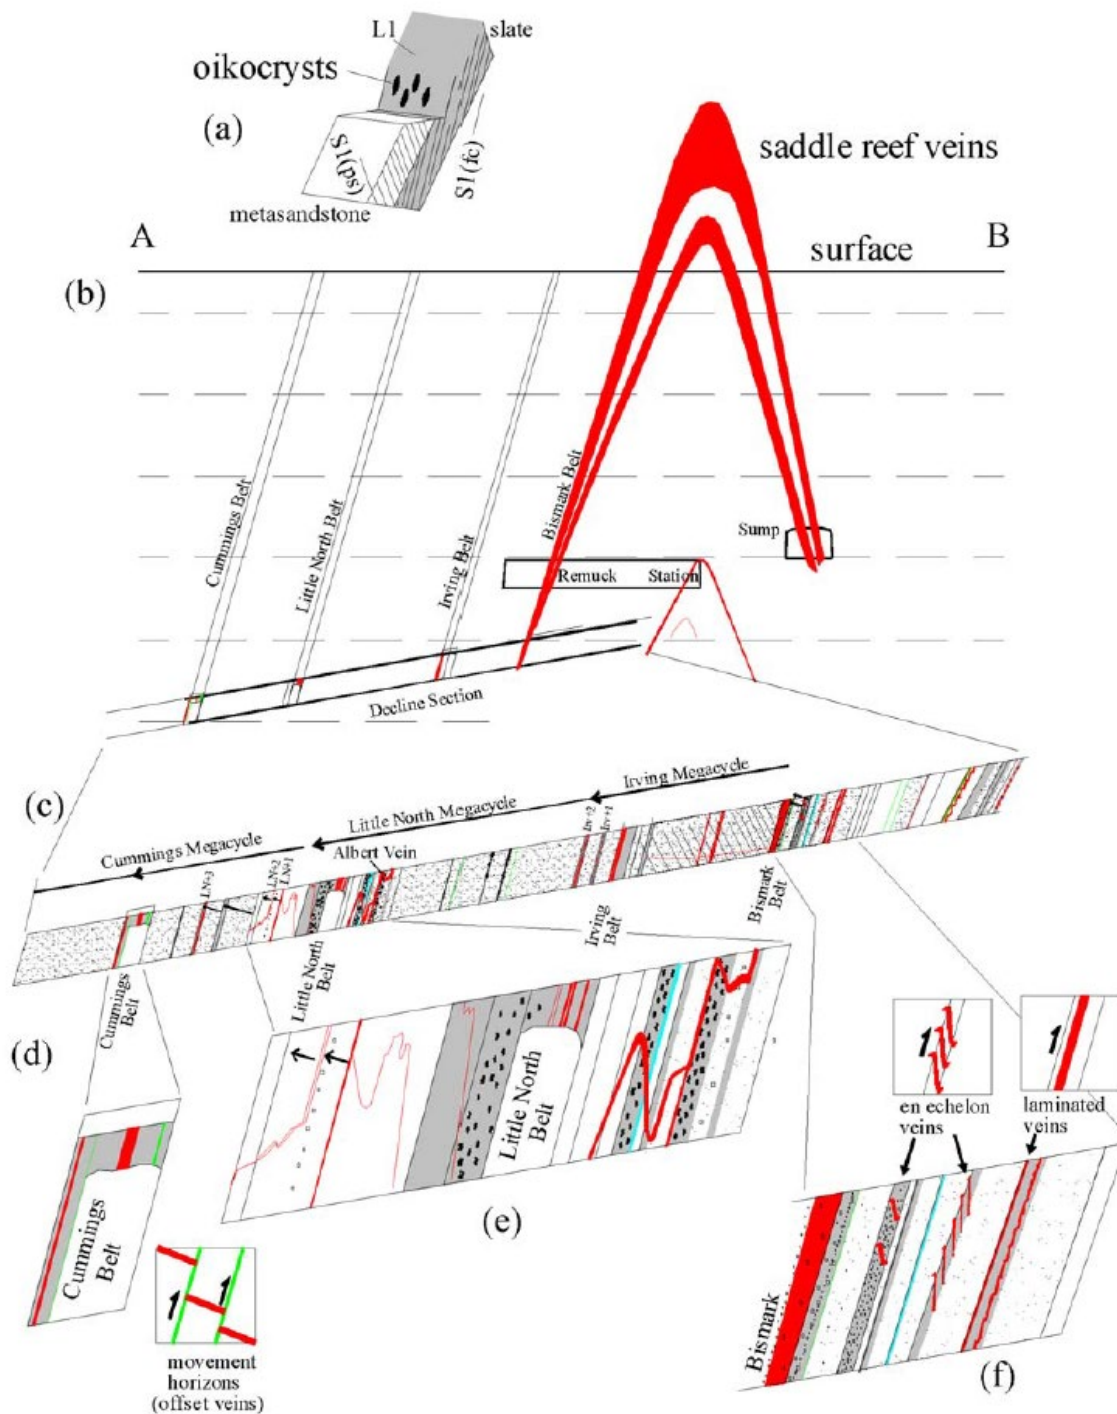 L1
slate
oikocrysts
(a)
S1(ps)
S1(fc)
metasandstone
saddle reef veins
A
B
surface
(b)
Cummings Belt
Little North Belt
Irving Belt
Bismark Belt
Sump
Remuck Station
Decline Section
(c)
Irving Megacycle
Little North Megacycle
Cummings Megacycle
Irv+2
Irv+1
Albert Vein
LN+3
LN+2
LN+1
Bismark
Belt
Irving
Belt
Little North
Belt
Cummings
Belt
(d)
Little North
Belt
en echelon
veins
laminated
veins
(e)
Cummings
Belt
Bismark
(f)
movement
horizons
(offset veins)